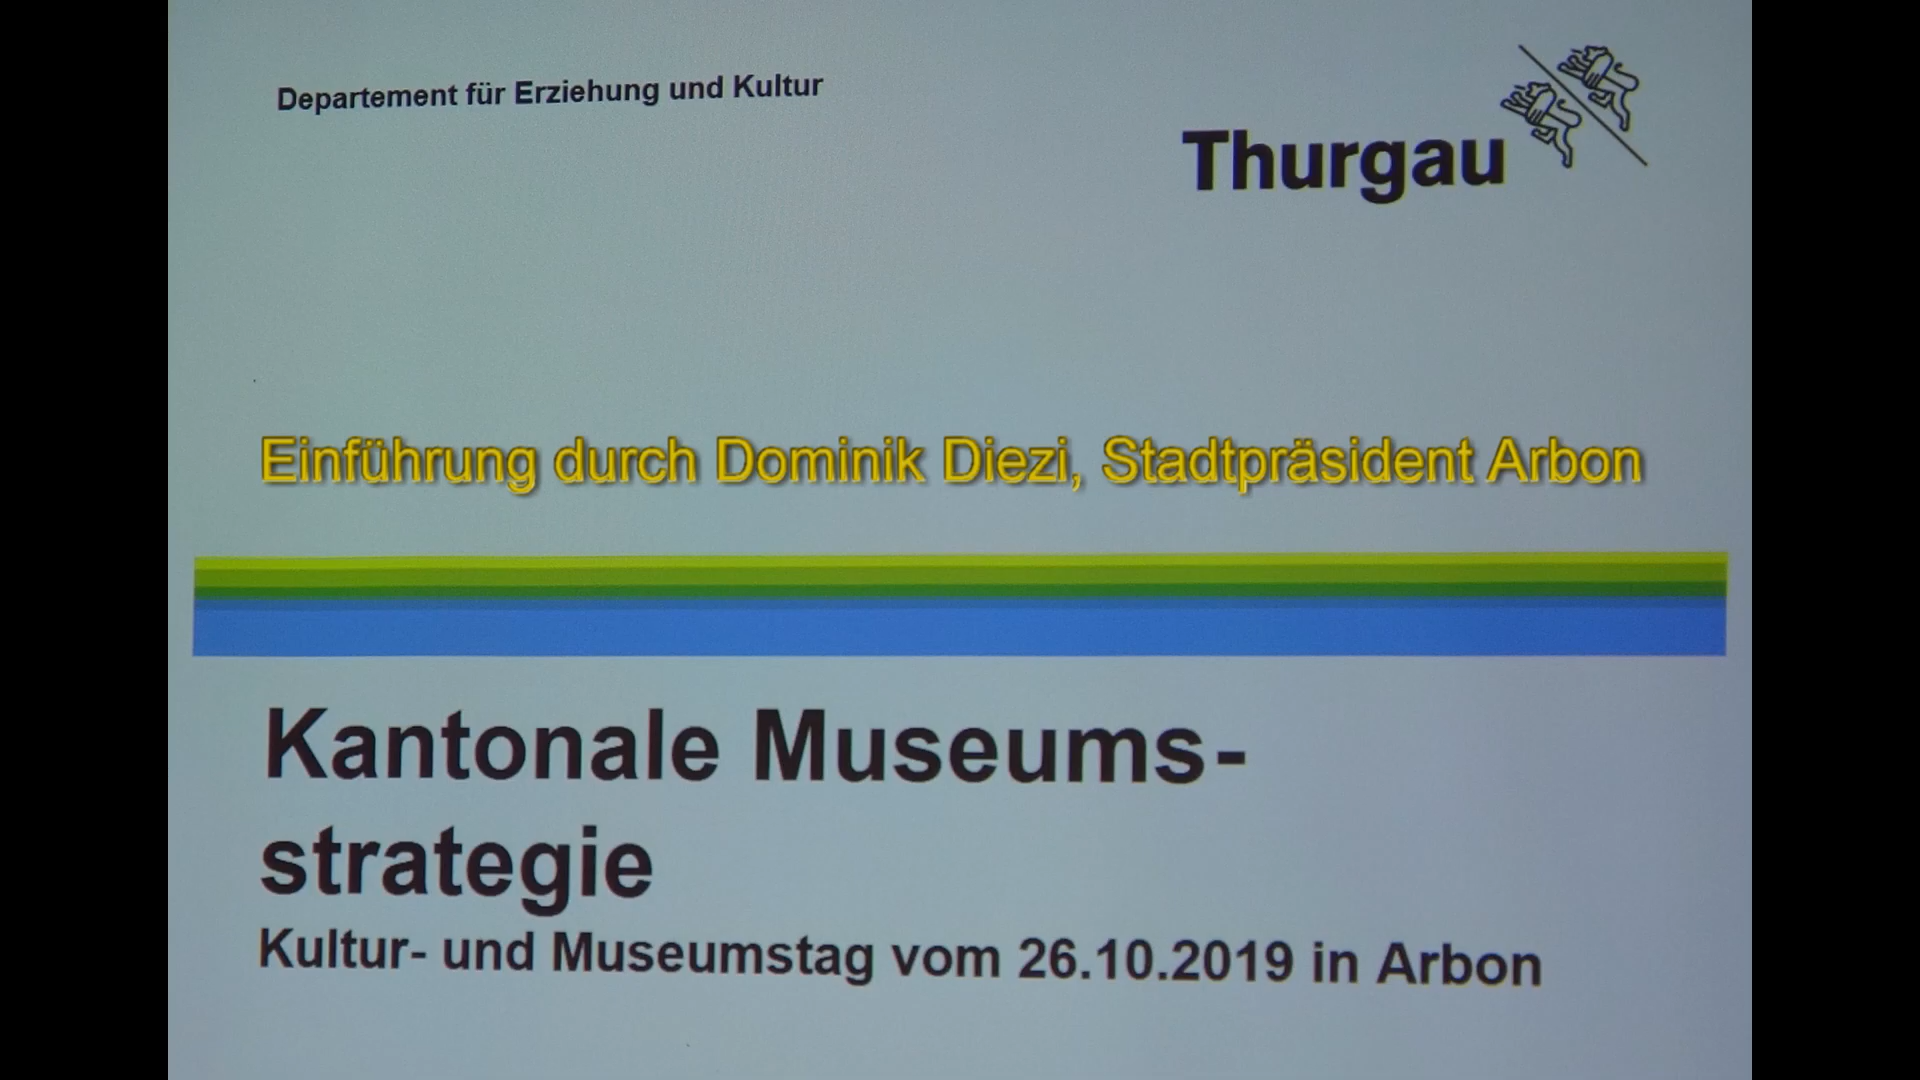 Departement für Erziehung und Kultur
Thurgau
Einführung durch Dominik Diezi, Stadtpräsident Arbon
Kantonale Museums-
strategie
Kultur- und Museumstag vom 26.10.2019 in Arbon